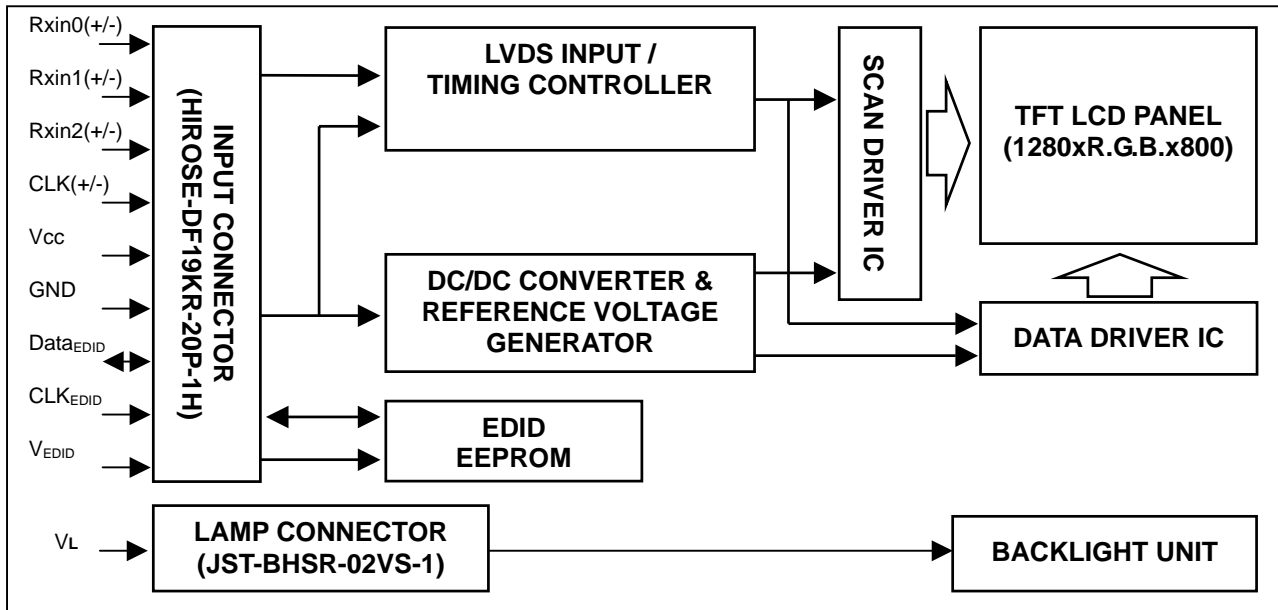 Rxin0(+/-)
Rxin1(+/-)
Rxin2(+/-)
CLK(+/-)
Vcc
GND
DataEDID
CLKEDID
VEDID
VL
INPUT CONNECTOR
(HIROSE-DF19KR-20P-1H)
LVDS INPUT /
TIMING CONTROLLER
DC/DC CONVERTER &
REFERENCE VOLTAGE
GENERATOR
EDID
EEPROM
SCAN DRIVER IC
TFT LCD PANEL
(1280xR.G.B.x800)
DATA DRIVER IC
LAMP CONNECTOR
(JST-BHSR-02VS-1)
BACKLIGHT UNIT